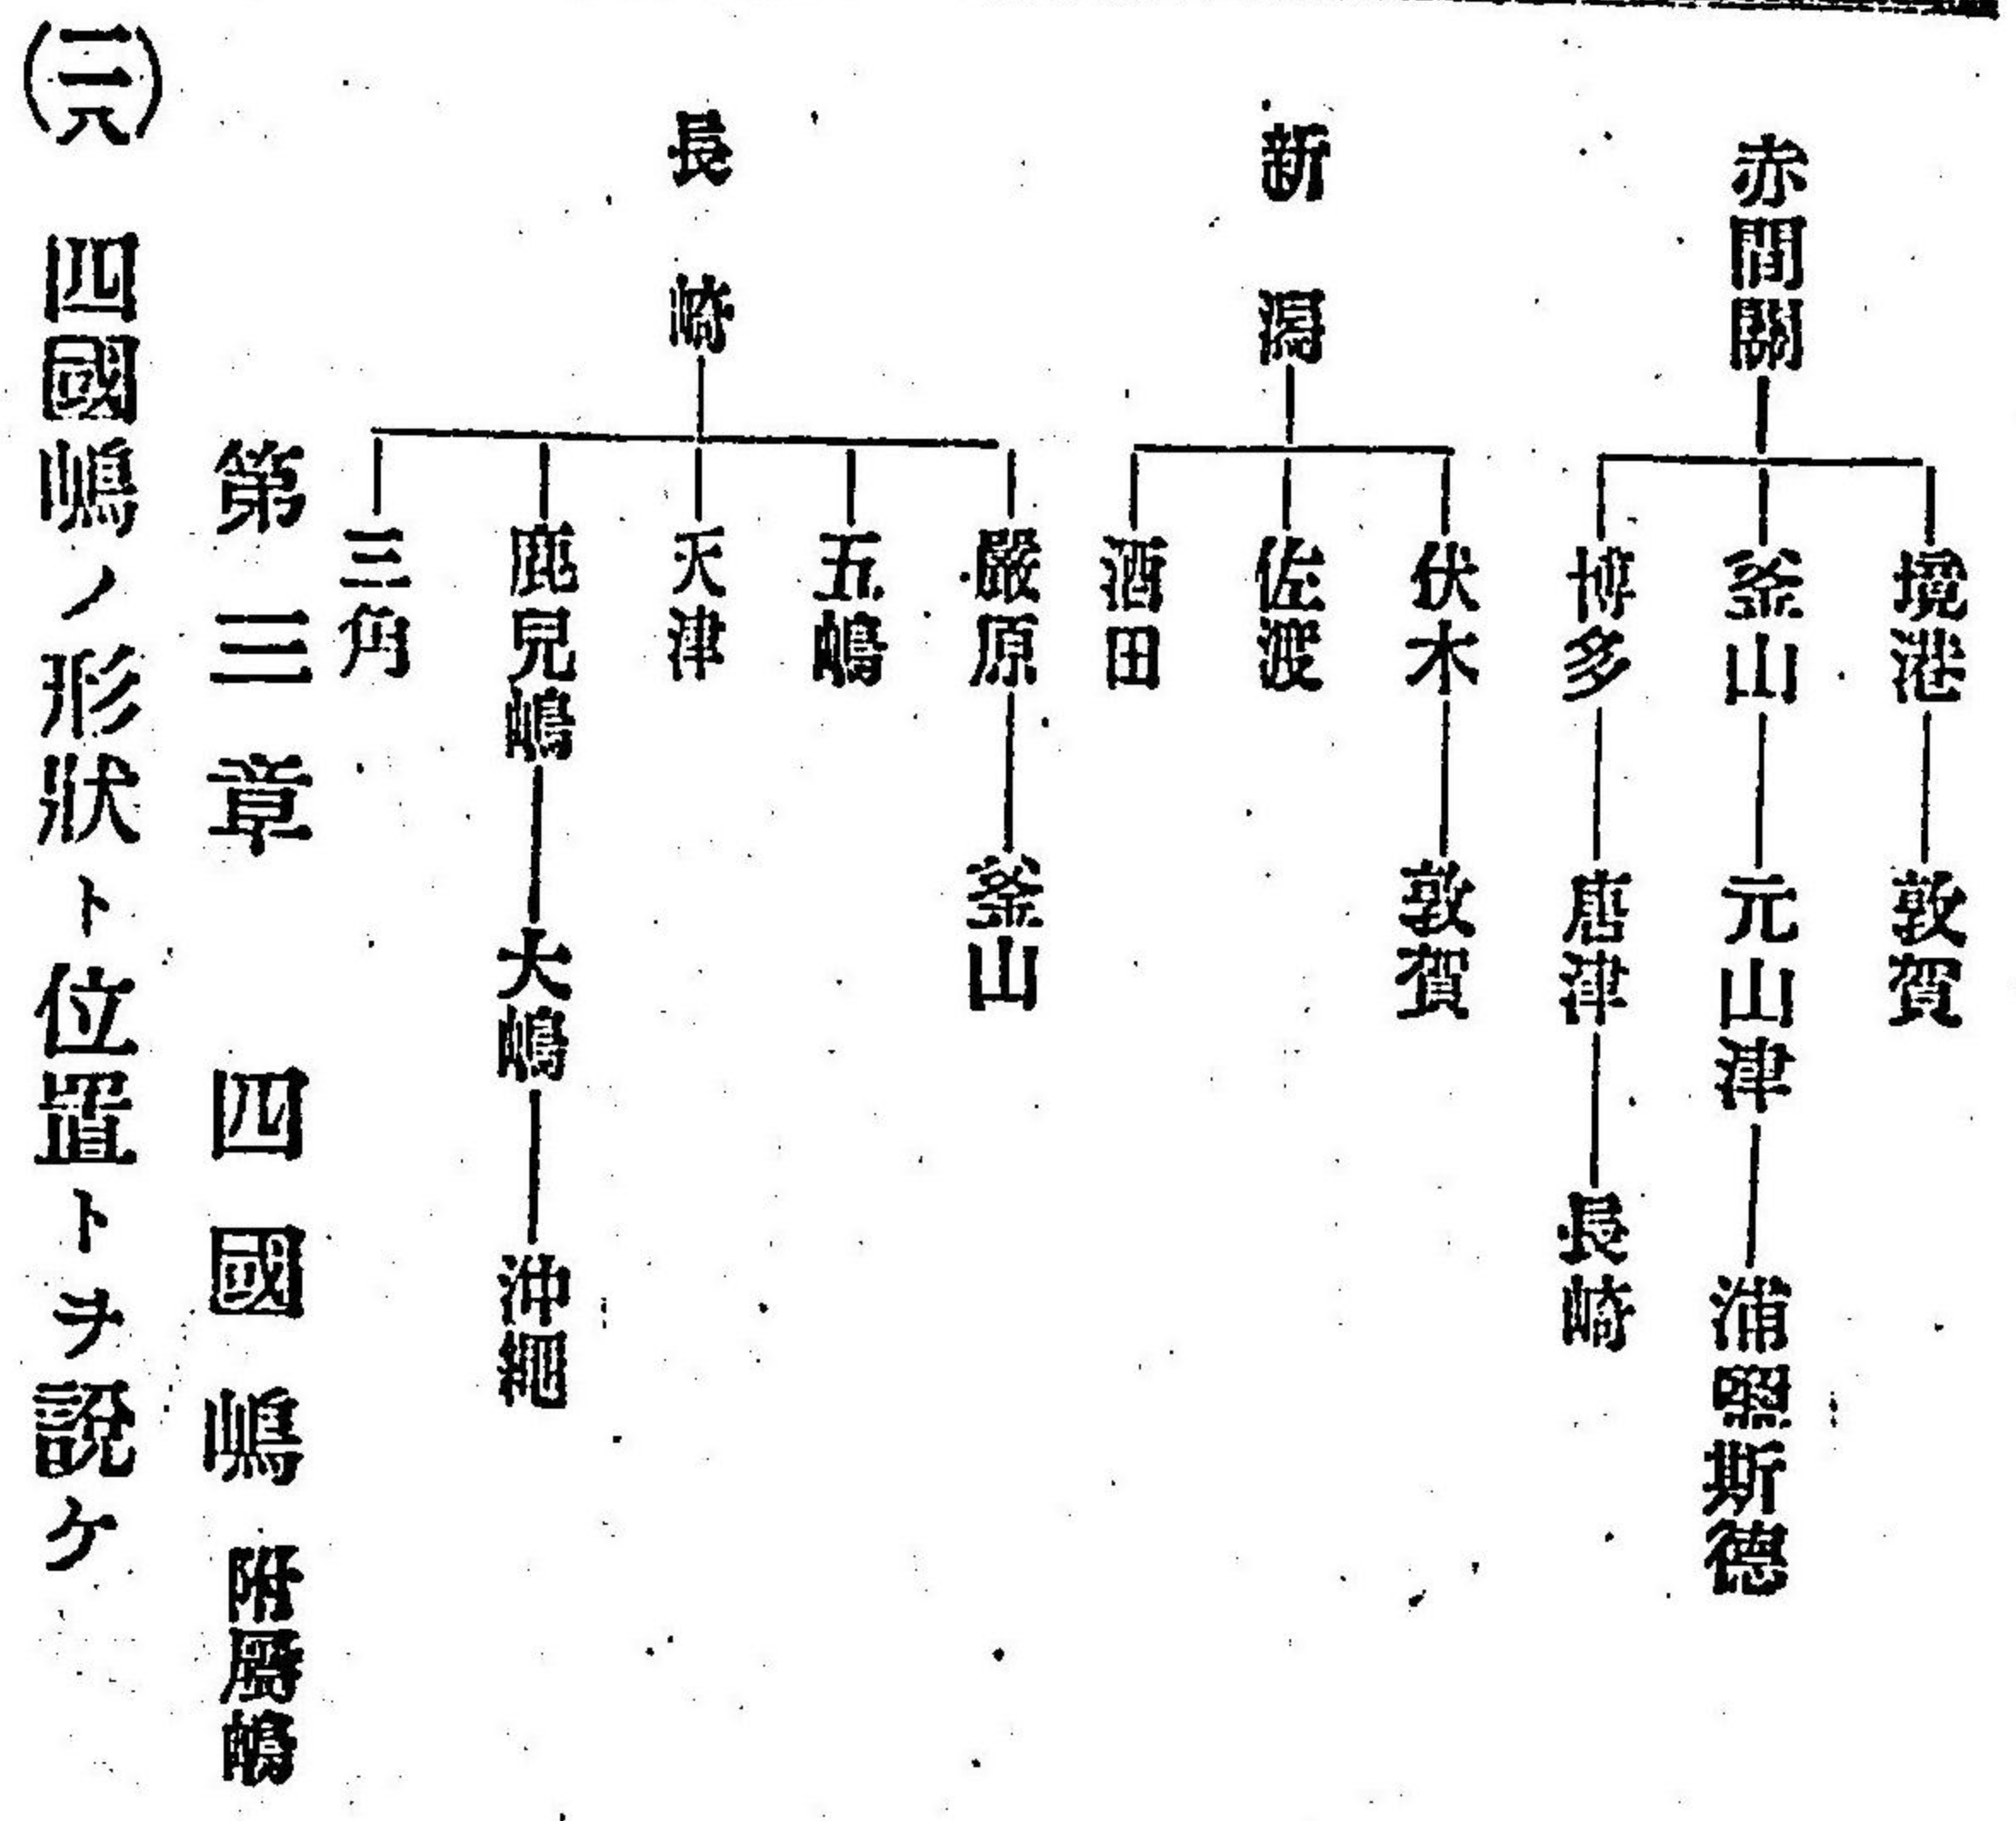 赤間關
境港―敦賀
釜山―元山津―浦鹽斯德
博多―唐津―長崎
新潟
伏木―敦賀
佐渡
酒田
長崎
嚴原―釜山
五嶋
天津
鹿児嶋―大嶋―沖繩
三角
第三章 四國嶋 附屬嶋
(二八) 四國嶋ノ形狀ト位置トヲ說ケ